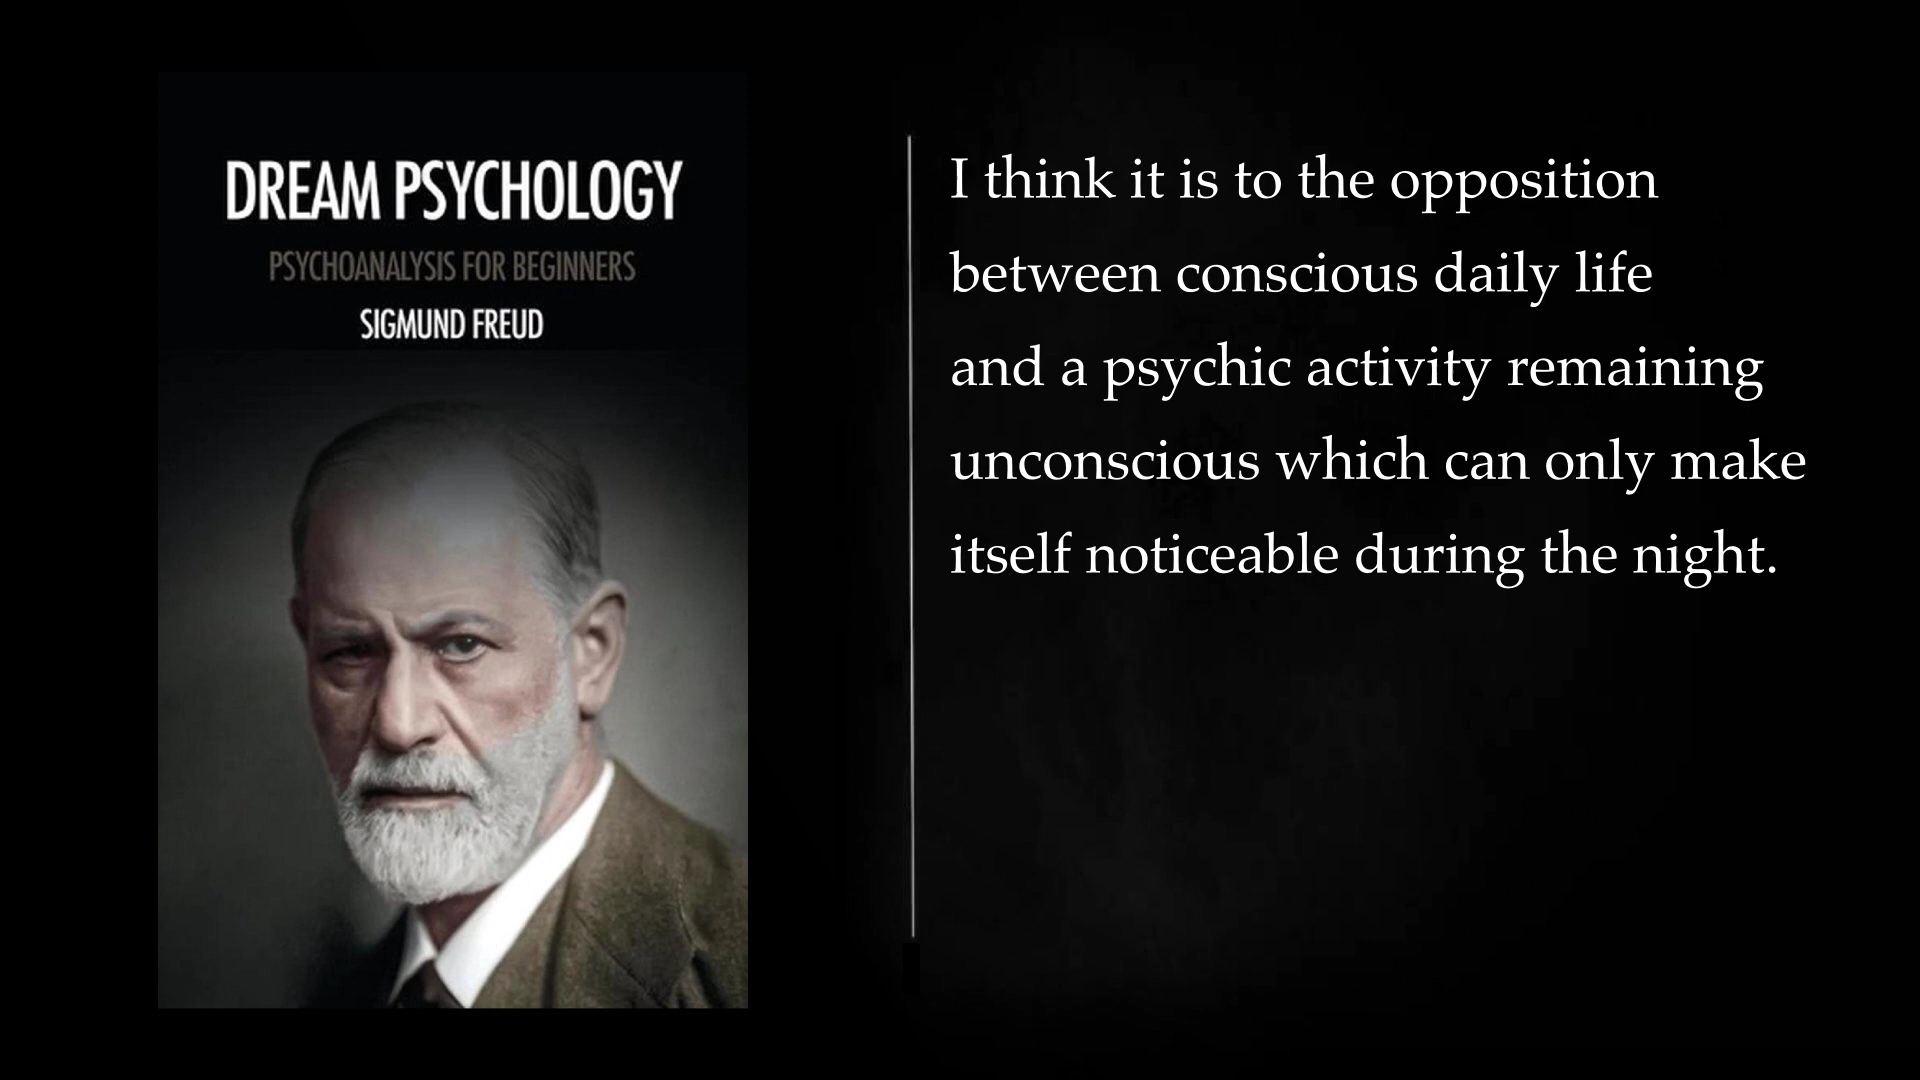 DREAM PSYCHOLOGY
PSYCHOANALYSIS FOR BEGINNERS
SIGMUND FREUD
I think it is to the opposition
between conscious daily life
and a psychic activity remaining
unconscious which can only make
itself noticeable during the night.